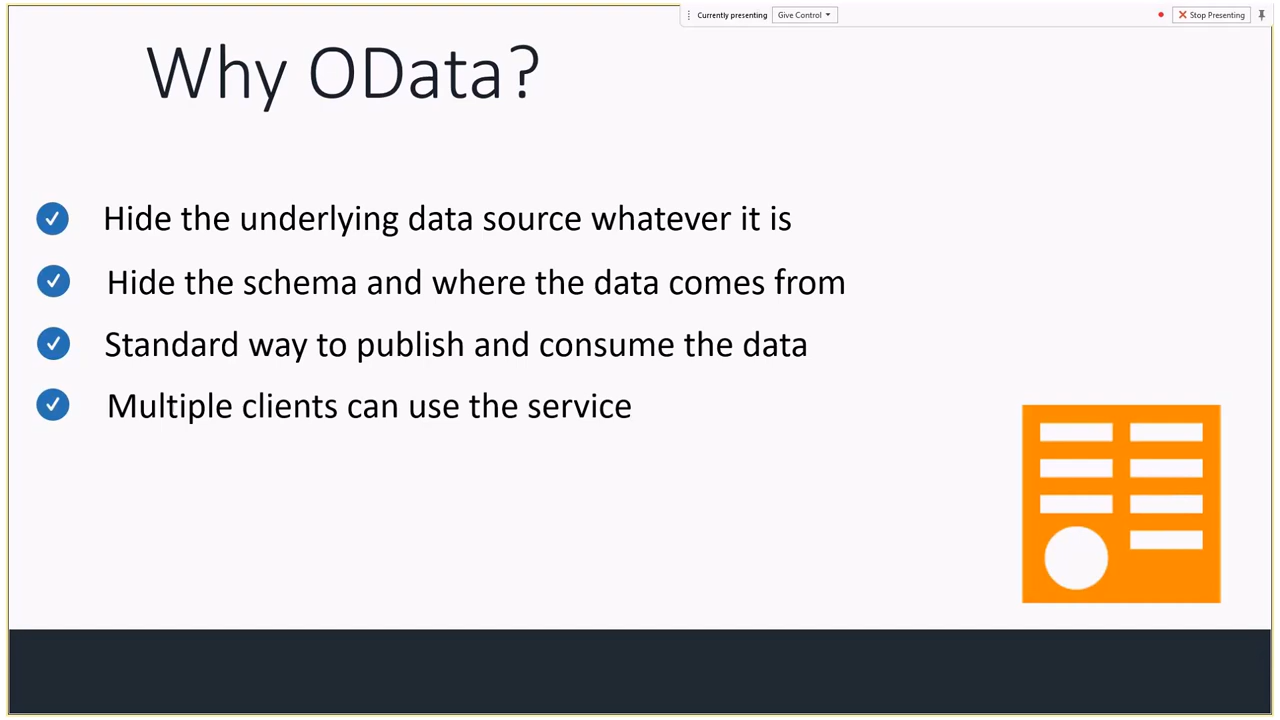 Currently presenting Give Control Stop Presenting
Why OData?
Hide the underlying data source whatever it is
Hide the schema and where the data comes from
Standard way to publish and consume the data
Multiple clients can use the service